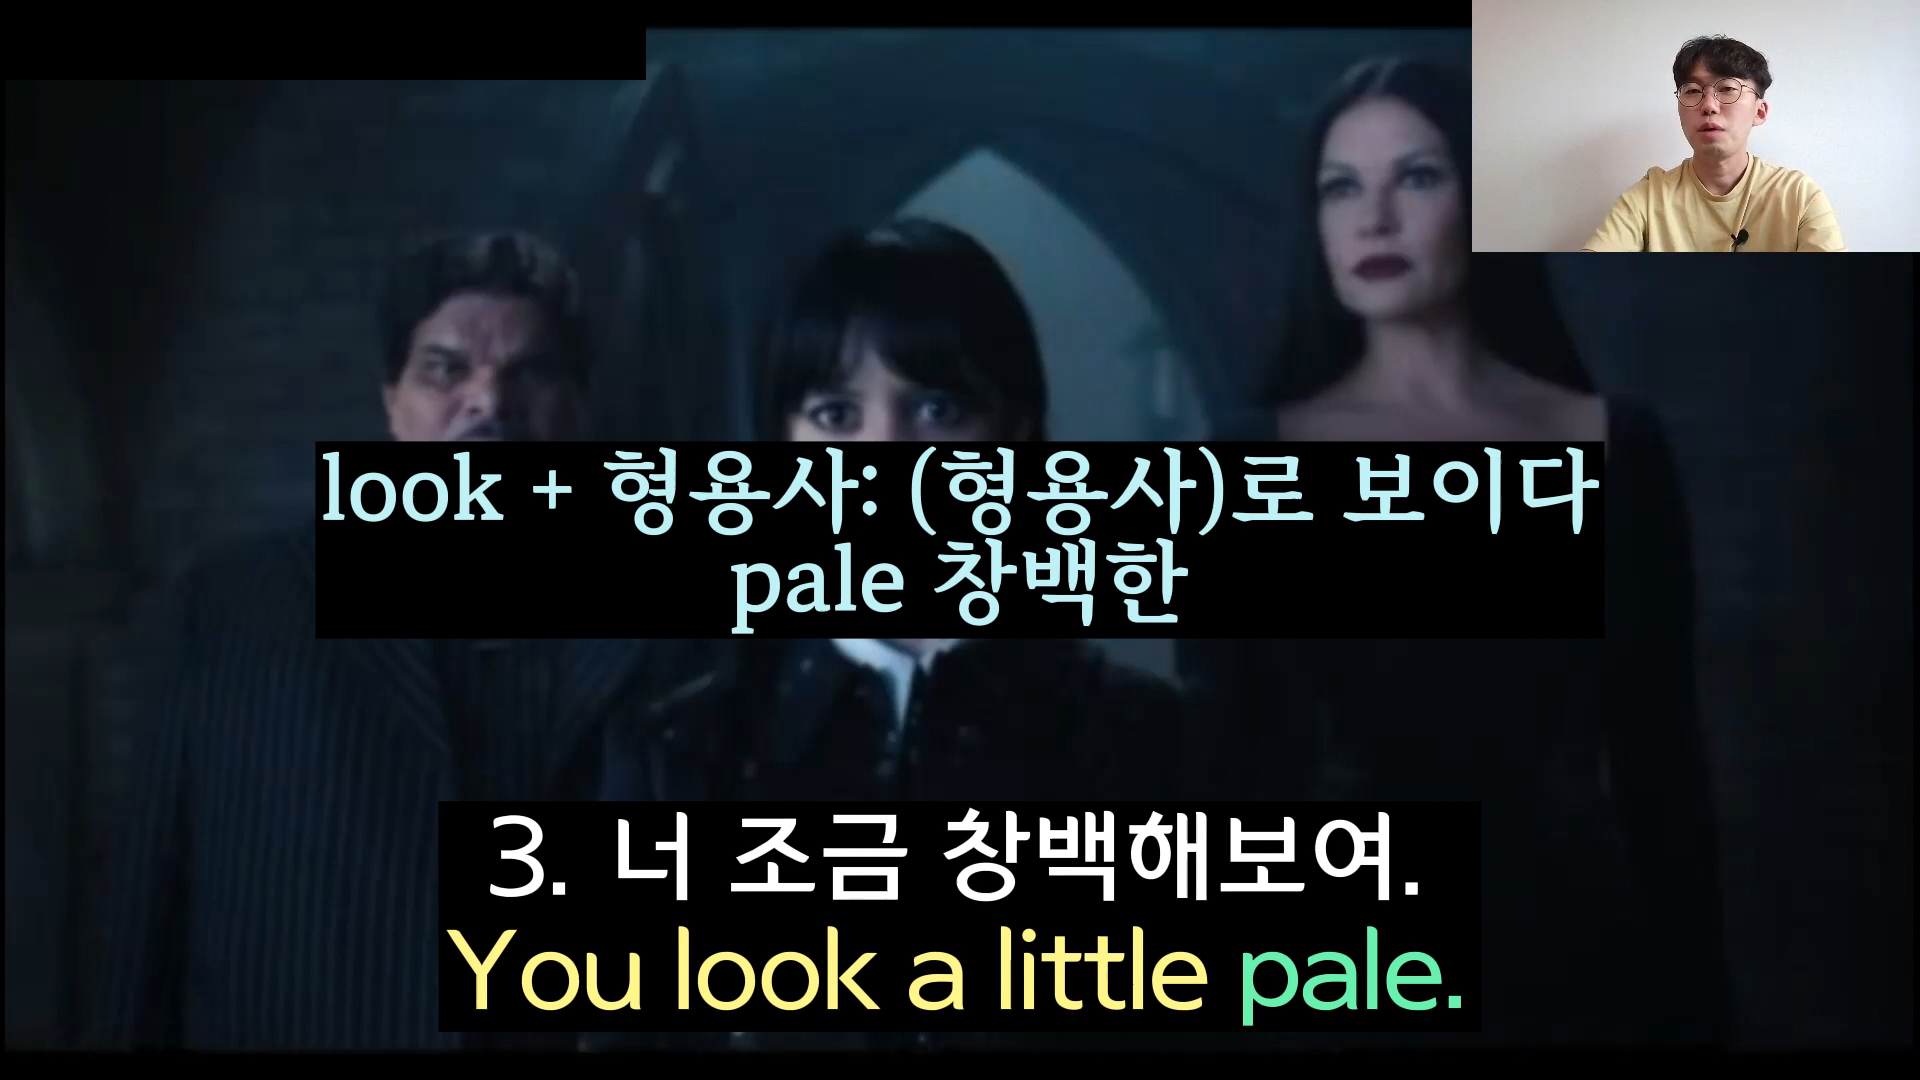 look + 형용사: (형용사)로 보이다
pale 창백한
3. 너 조금 창백해보여.
You look a little pale.